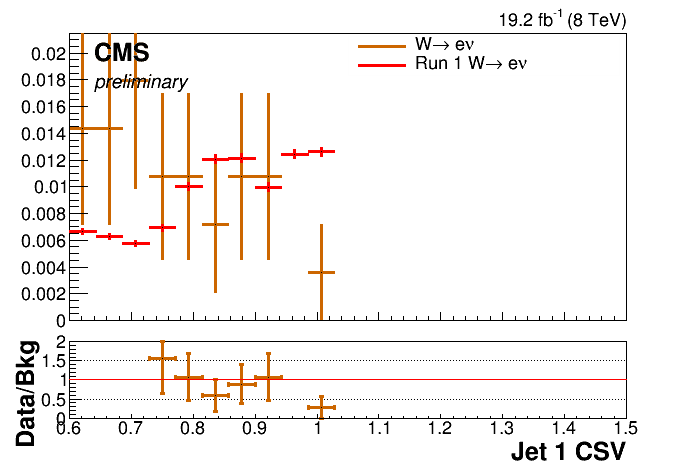 19.2 fb⁻¹ (8 TeV)
CMS
preliminary
W→ eν
Run 1 W→ eν
0.02
0.018
0.016
0.014
0.012
0.01
0.008
0.006
0.004
0.002
0
Data/Bkg
2
1.5
1
0.5
0
0.6 0.7 0.8 0.9 1 1.1 1.2 1.3 1.4 1.5
Jet 1 CSV